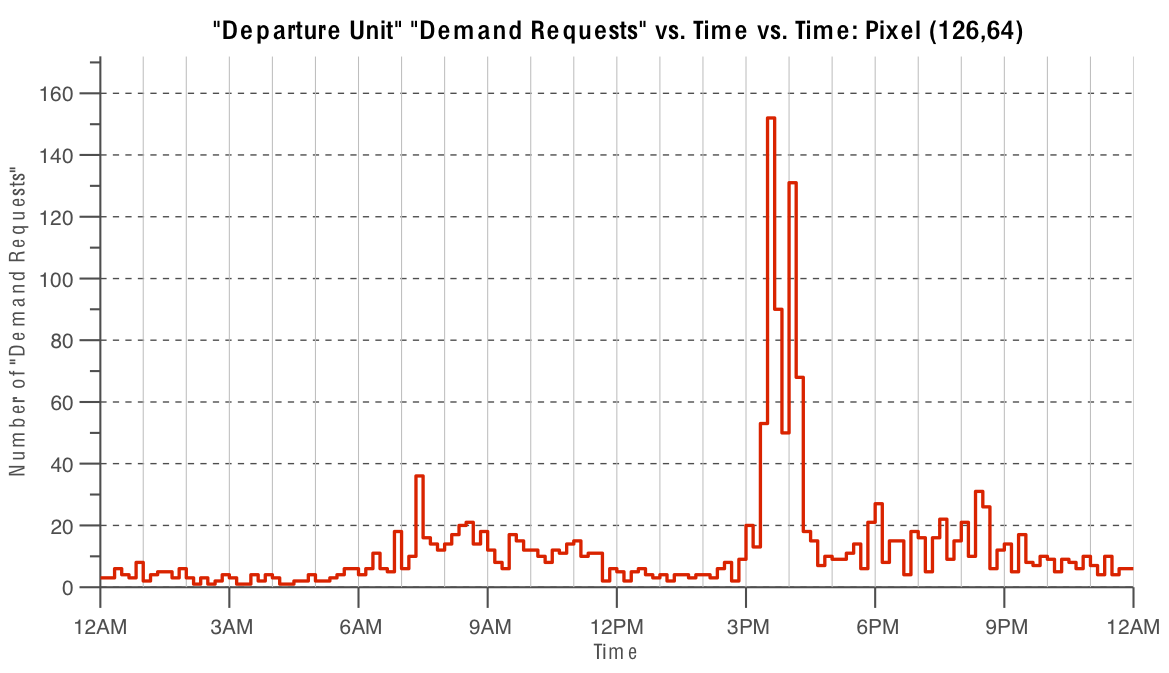 "Departure Unit" "Demand Requests" vs. Time vs. Time: Pixel (126,64)
Number of "Demand Requests"
160
140
120
100
80
60
40
20
0
12AM 3AM 6AM 9AM 12PM 3PM 6PM 9PM 12AM
Time